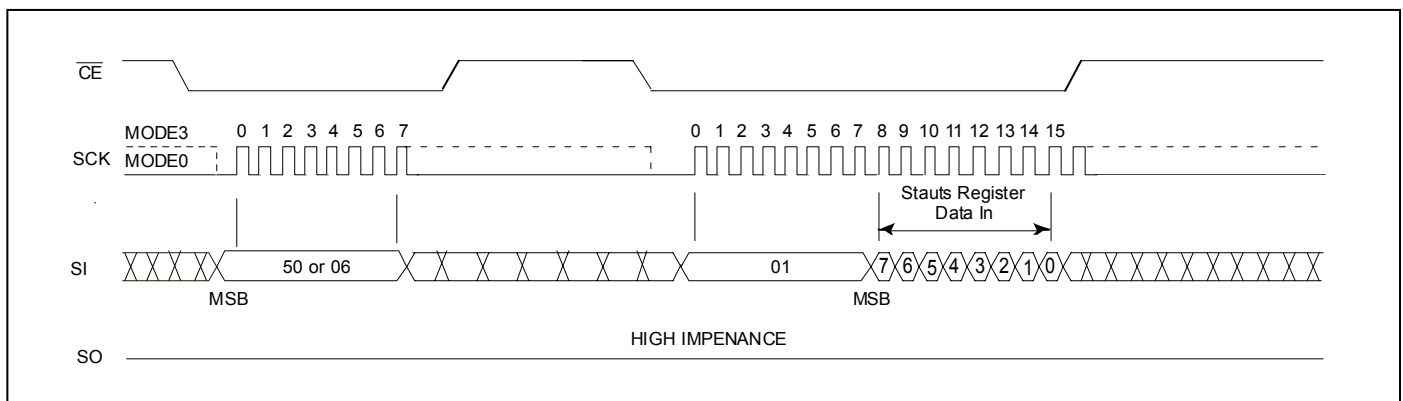 CE
MODE3 0 1 2 3 4 5 6 7 0 1 2 3 4 5 6 7 8 9 10 11 12 13 14 15
SCK MODE0
Stauts Register
Data In
SI 50 or 06 01 7 6 5 4 3 2 1 0
MSB MSB
HIGH IMPENANCE
SO